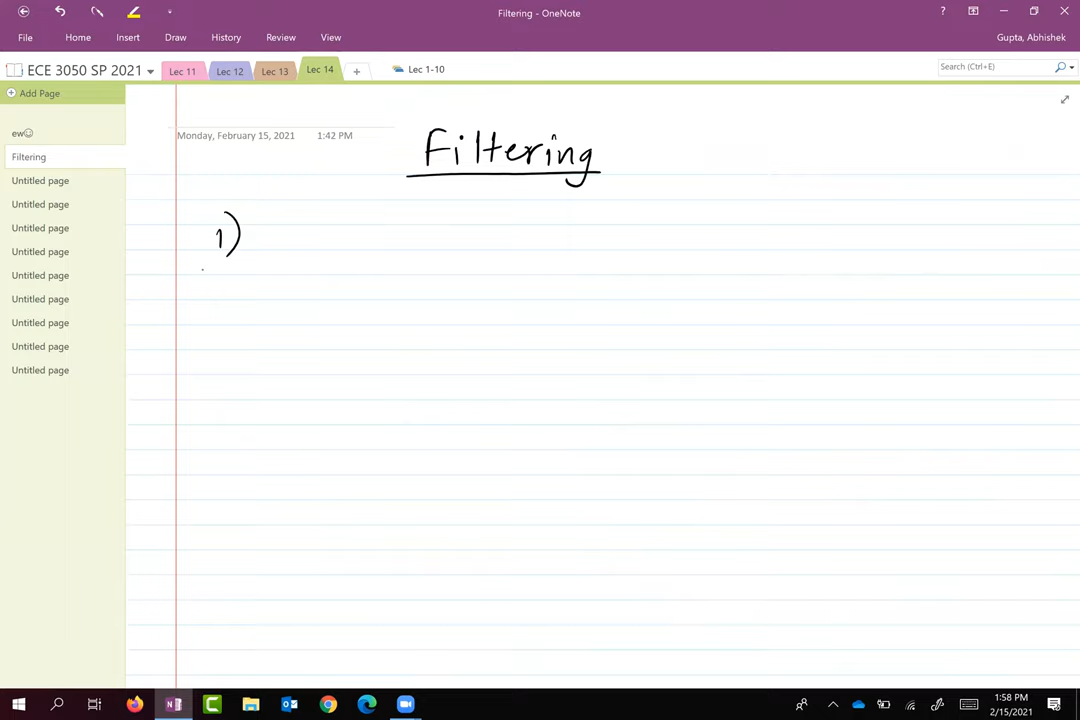 Filtering - OneNote
?
File Home Insert Draw History Review View
Gupta, Abhishek
ECE 3050 SP 2021 Lec 11 Lec 12 Lec 13 Lec 14 + Lec 1-10
Search (Ctrl+E)
Add Page
ew☺
Filtering
Untitled page
Untitled page
Untitled page
Untitled page
Untitled page
Untitled page
Untitled page
Untitled page
Untitled page
Monday, February 15, 2021 1:42 PM
Filtering
1)
1:58 PM
2/15/2021